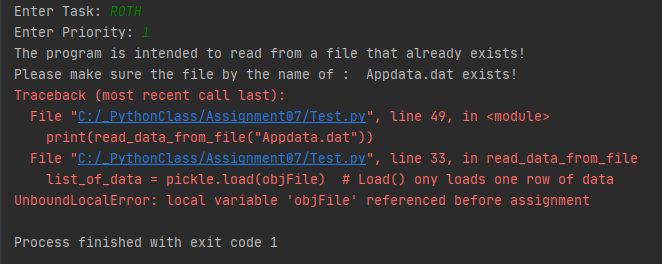 Enter Task: ROTH
Enter Priority: 1
The program is intended to read from a file that already exists!
Please make sure the file by the name of :  Appdata.dat exists!
Traceback (most recent call last):
  File "C:/_PythonClass/Assignment07/Test.py", line 49, in <module>
    print(read_data_from_file("Appdata.dat"))
  File "C:/_PythonClass/Assignment07/Test.py", line 33, in read_data_from_file
    list_of_data = pickle.load(objFile)  # Load() ony loads one row of data
UnboundLocalError: local variable 'objFile' referenced before assignment
Process finished with exit code 1